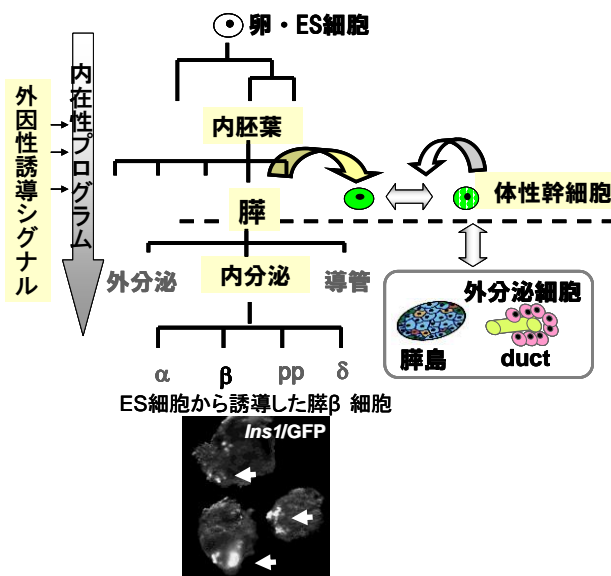 卵・ES細胞
外因性誘導シグナル
内在性プログラム
内胚葉
体性幹細胞
膵
外分泌
内分泌
導管
外分泌細胞
膵島
duct
α
β
pp
δ
ES細胞から誘導した膵β 細胞
Ins1/GFP